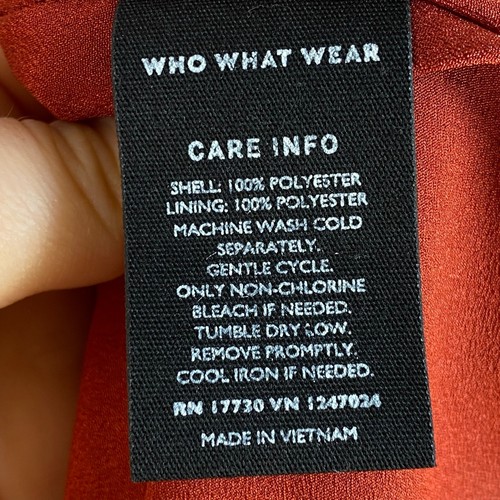 WHO WHAT WEAR
CARE INFO
SHELL: 100% POLYESTER
LINING: 100% POLYESTER
MACHINE WASH COLD
SEPARATELY.
GENTLE CYCLE.
ONLY NON-CHLORINE
BLEACH IF NEEDED.
TUMBLE DRY LOW.
REMOVE PROMPTLY.
COOL IRON IF NEEDED.
RN 17730 VN 1247024
MADE IN VIETNAM